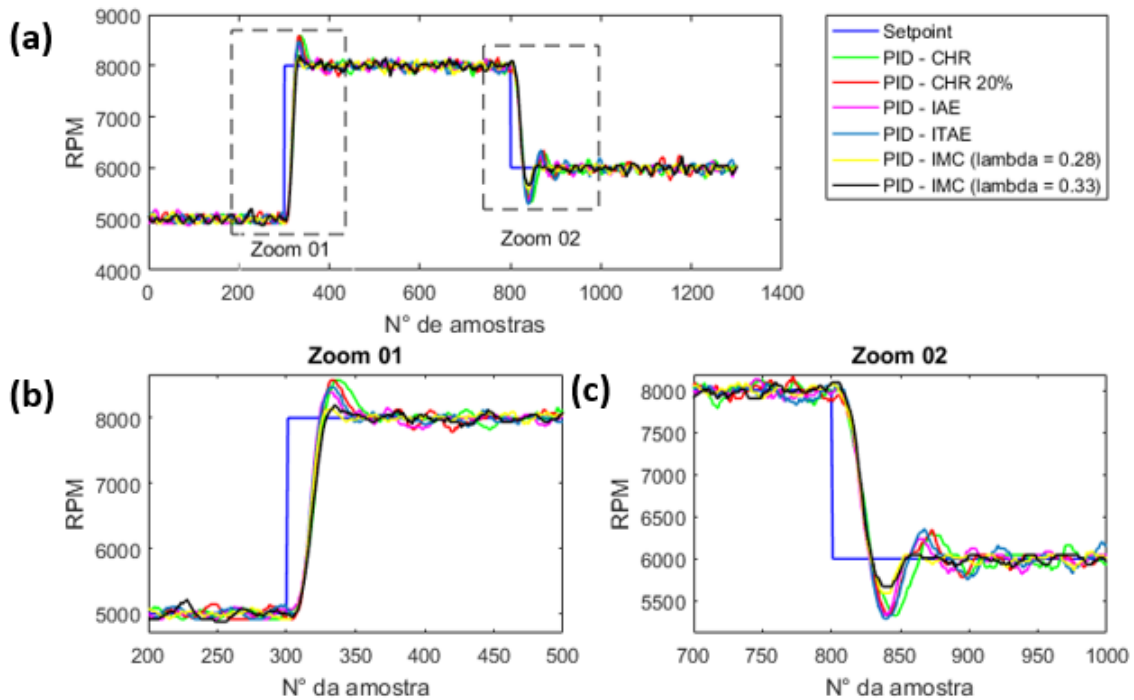 (a)
9000
8000
7000
6000
5000
4000
RPM
Zoom 01
Zoom 02
0
200
400
600
800
1000
1200
1400
N° de amostras
Setpoint
PID - CHR
PID - CHR 20%
PID - IAE
PID - ITAE
PID - IMC (lambda = 0.28)
PID - IMC (lambda = 0.33)
(b)
Zoom 01
8000
7000
6000
5000
RPM
200
250
300
350
400
450
500
N° da amostra
(c)
Zoom 02
8000
7500
7000
6500
6000
5500
RPM
700
750
800
850
900
950
1000
N° da amostra